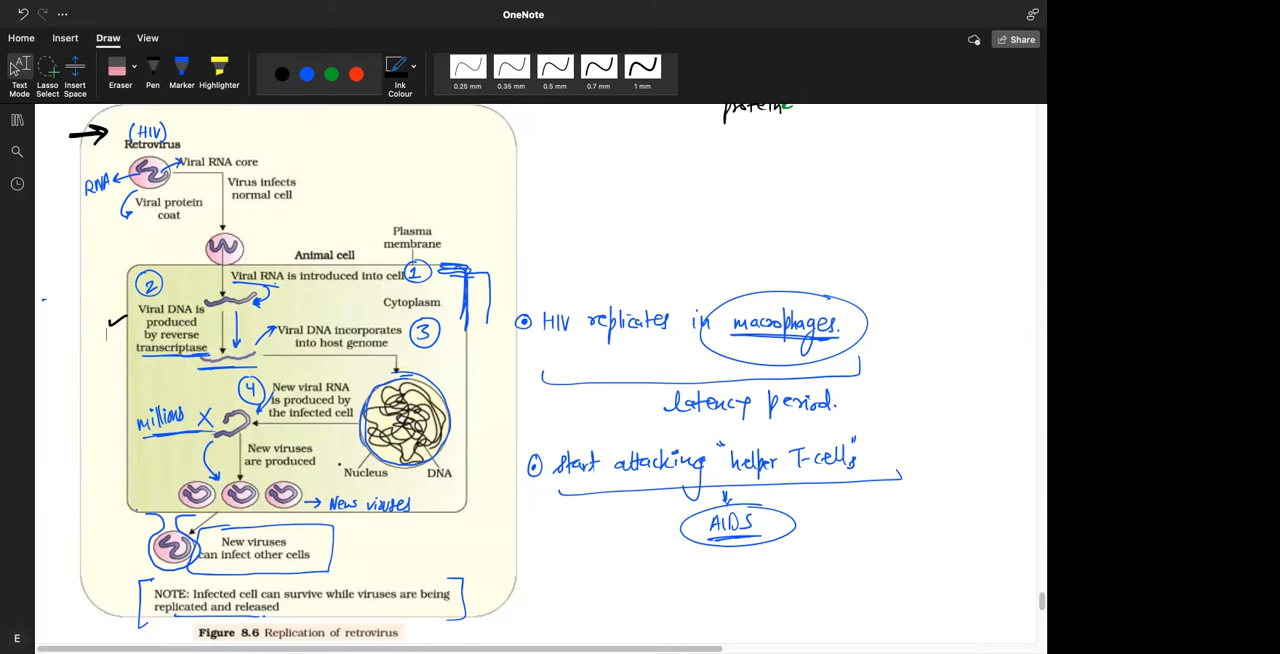 OneNote
Home Insert Draw View
Share
Text Mode
Lasso Select
Insert Space
Eraser
Pen
Marker
Highlighter
Ink Colour
0.25 mm
0.35 mm
0.5 mm
0.7 mm
1 mm
protein
(HIV)
Retrovirus
Viral RNA core
RNA
Virus infects
normal cell
Viral protein
coat
Plasma
membrane
Animal cell
1
Viral RNA is introduced into cell
2
Cytoplasm
Viral DNA is
produced
by reverse
transcriptase
Viral DNA incorporates
into host genome
3
4
New viral RNA
is produced by
the infected cell
millions X
New viruses
are produced
Nucleus
DNA
→ New viruses
New viruses
can infect other cells
NOTE: Infected cell can survive while viruses are being
replicated and released
Figure 8.6 Replication of retrovirus
HIV replicates in macrophages.
latency period.
start attacking "helper T-cells"
AIDS
E